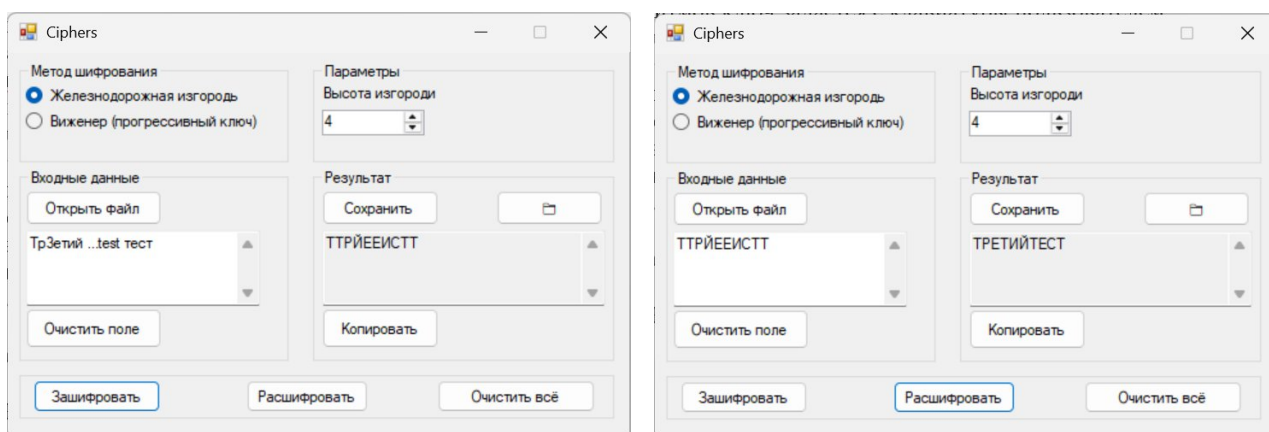 Ciphers
Метод шифрования
Железнодорожная изгородь
Виженер (прогрессивный ключ)
Параметры
Высота изгороди
4
Входные данные
Открыть файл
Тр3етий ...test тест
Очистить поле
Результат
Сохранить
ТТРЙЕЕИСТТ
Копировать
Зашифровать
Расшифровать
Очистить всё
Ciphers
Метод шифрования
Железнодорожная изгородь
Виженер (прогрессивный ключ)
Параметры
Высота изгороди
4
Входные данные
Открыть файл
ТТРЙЕЕИСТТ
Очистить поле
Результат
Сохранить
ТРЕТИЙТЕСТ
Копировать
Зашифровать
Расшифровать
Очистить всё